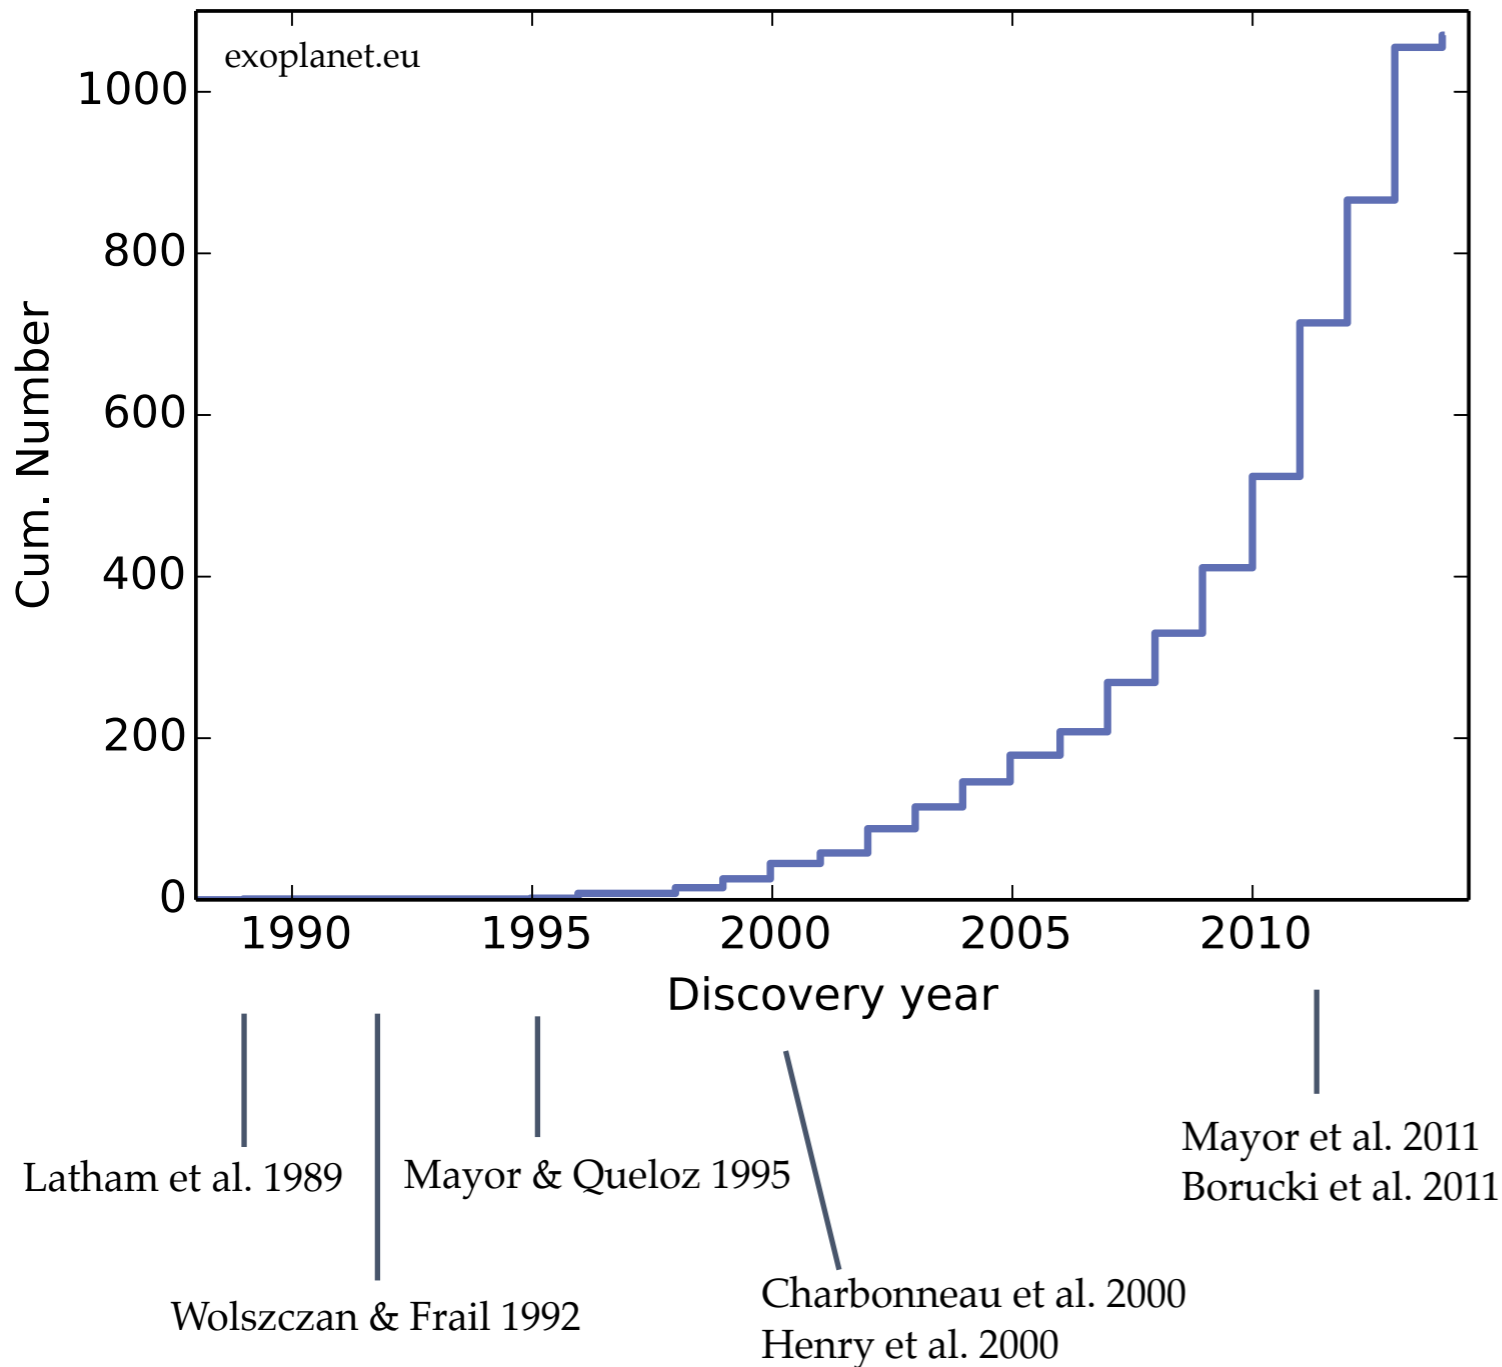 exoplanet.eu
1000
800
600
400
200
0
Cum. Number
1990 1995 2000 2005 2010
Discovery year
Latham et al. 1989
Wolszczan & Frail 1992
Mayor & Queloz 1995
Charbonneau et al. 2000
Henry et al. 2000
Mayor et al. 2011
Borucki et al. 2011